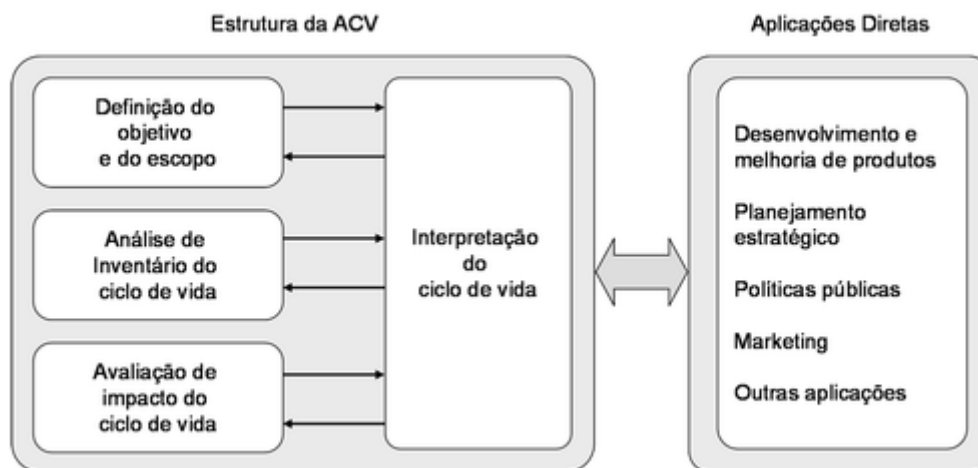 Estrutura da ACV
Definição do
objetivo
e do escopo
Análise de
Inventário do
ciclo de vida
Avaliação de
impacto do
ciclo de vida
Interpretação
do
ciclo de vida
Aplicações Diretas
Desenvolvimento e
melhoria de produtos
Planejamento
estratégico
Políticas públicas
Marketing
Outras aplicações